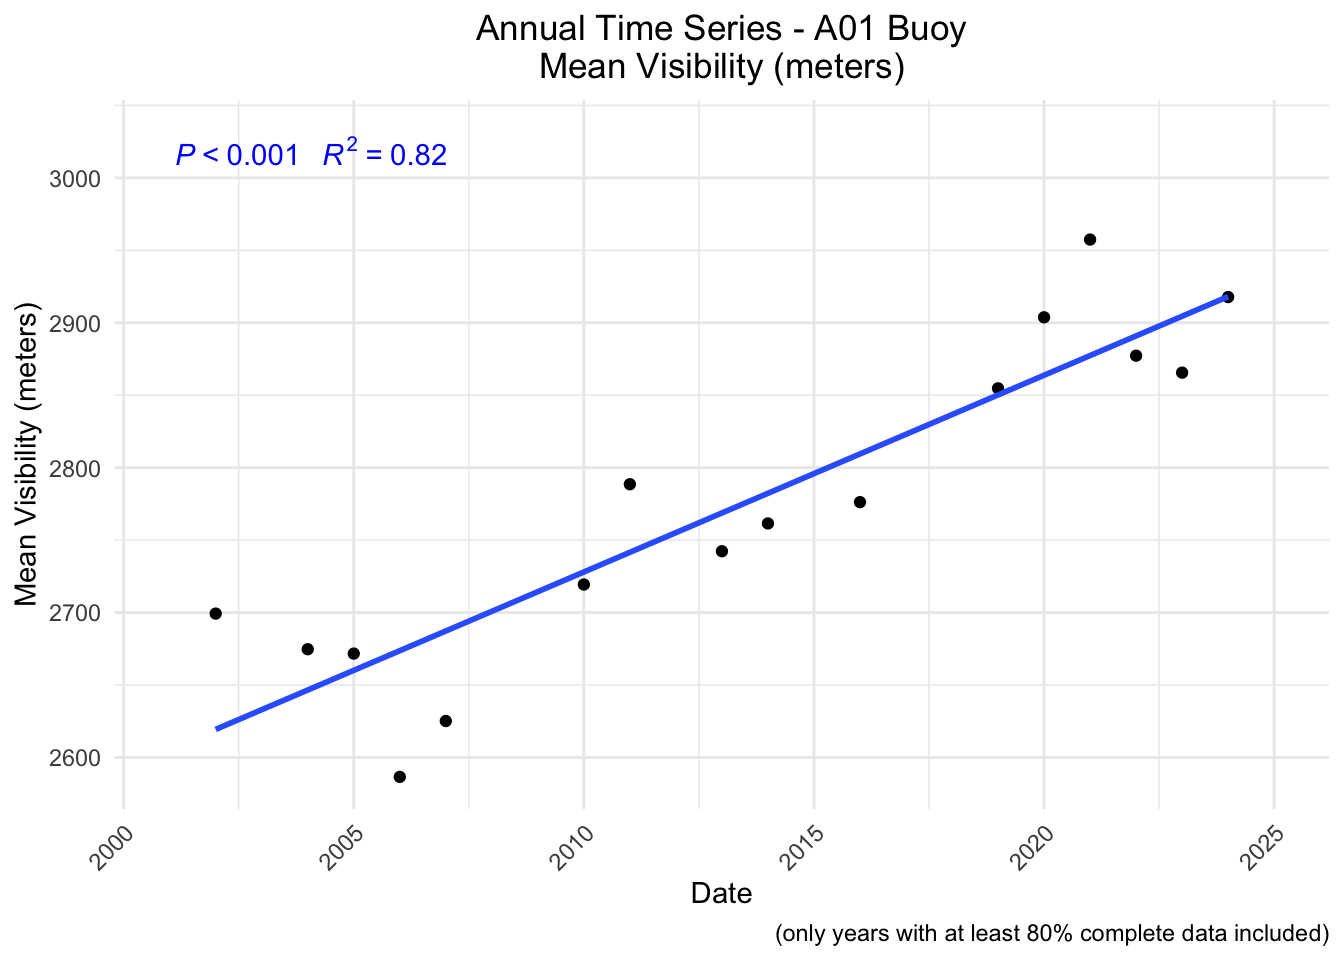 Annual Time Series - A01 Buoy
Mean Visibility (meters)
P < 0.001 R² = 0.82
Mean Visibility (meters)
3000
2900
2800
2700
2600
2000 2005 2010 2015 2020 2025
Date
(only years with at least 80% complete data included)